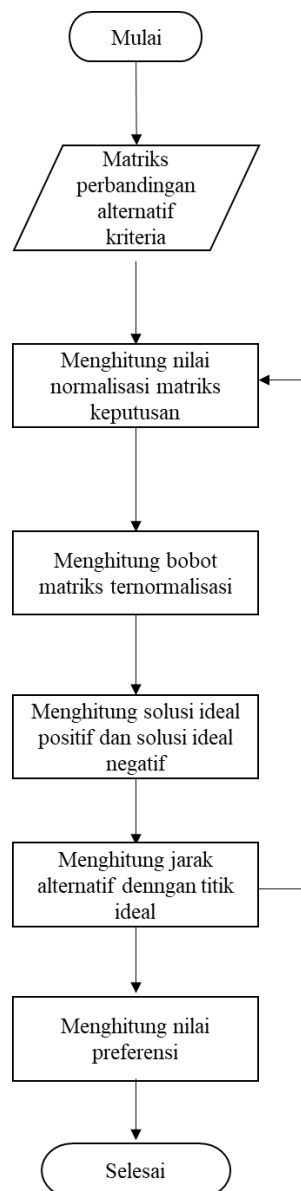 Mulai
Matriks
perbandingan
alternatif
kriteria
Menghitung nilai
normalisasi matriks
keputusan
Menghitung bobot
matriks ternormalisasi
Menghitung solusi ideal
positif dan solusi ideal
negatif
Menghitung jarak
alternatif denngan titik
ideal
Menghitung nilai
preferensi
Selesai